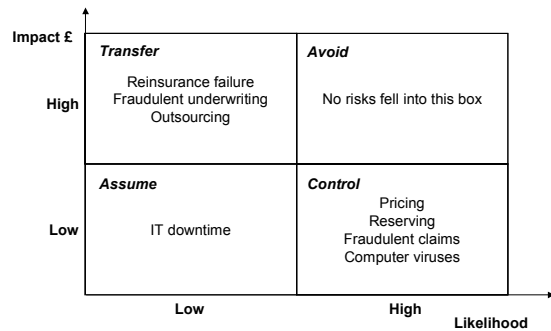 Impact £
Transfer
Reinsurance failure
Fraudulent underwriting
Outsourcing
Avoid
No risks fell into this box
High
Assume
IT downtime
Control
Pricing
Reserving
Fraudulent claims
Computer viruses
Low
Low
High
Likelihood